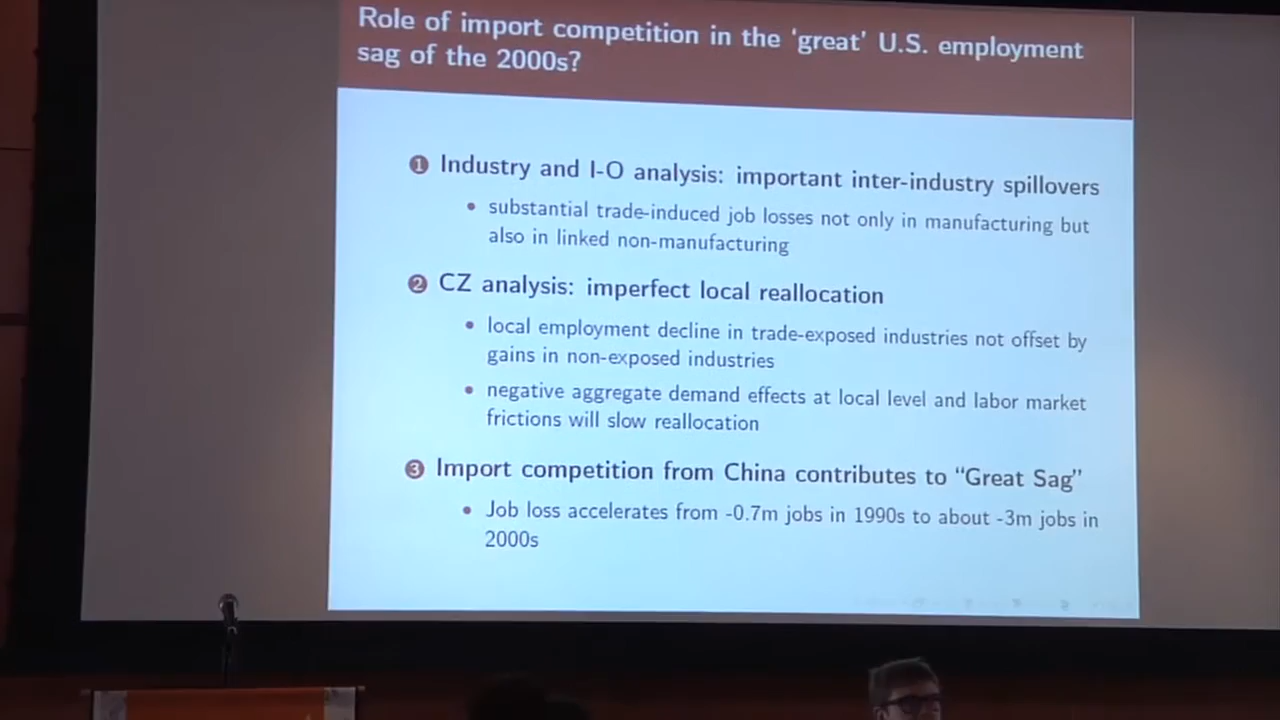 Role of import competition in the 'great' U.S. employment
sag of the 2000s?
1 Industry and I-O analysis: important inter-industry spillovers
• substantial trade-induced job losses not only in manufacturing but
also in linked non-manufacturing
2 CZ analysis: imperfect local reallocation
• local employment decline in trade-exposed industries not offset by
gains in non-exposed industries
• negative aggregate demand effects at local level and labor market
frictions will slow reallocation
3 Import competition from China contributes to “Great Sag”
• Job loss accelerates from -0.7m jobs in 1990s to about -3m jobs in
2000s